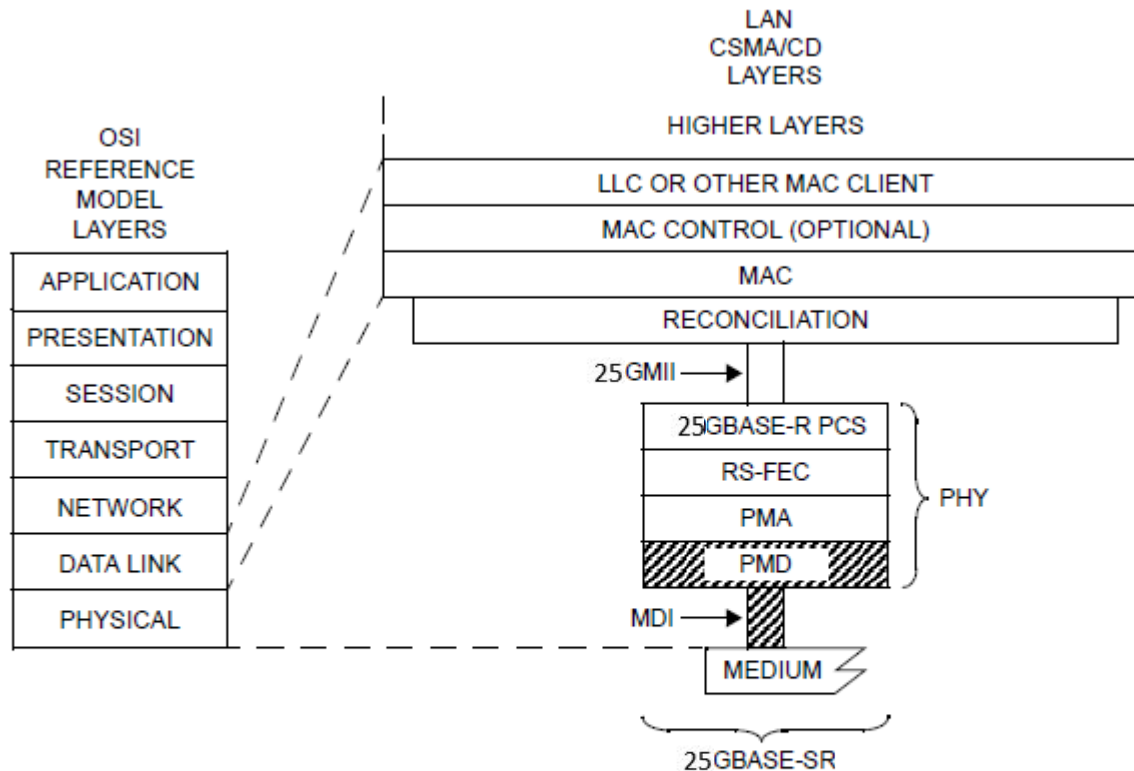 LAN
CSMA/CD
LAYERS
HIGHER LAYERS
OSI
REFERENCE
MODEL
LAYERS
APPLICATION
PRESENTATION
SESSION
TRANSPORT
NETWORK
DATA LINK
PHYSICAL
LLC OR OTHER MAC CLIENT
MAC CONTROL (OPTIONAL)
MAC
RECONCILIATION
25GMII
25GBASE-R PCS
RS-FEC
PMA
PMD
PHY
MDI
MEDIUM
25GBASE-SR